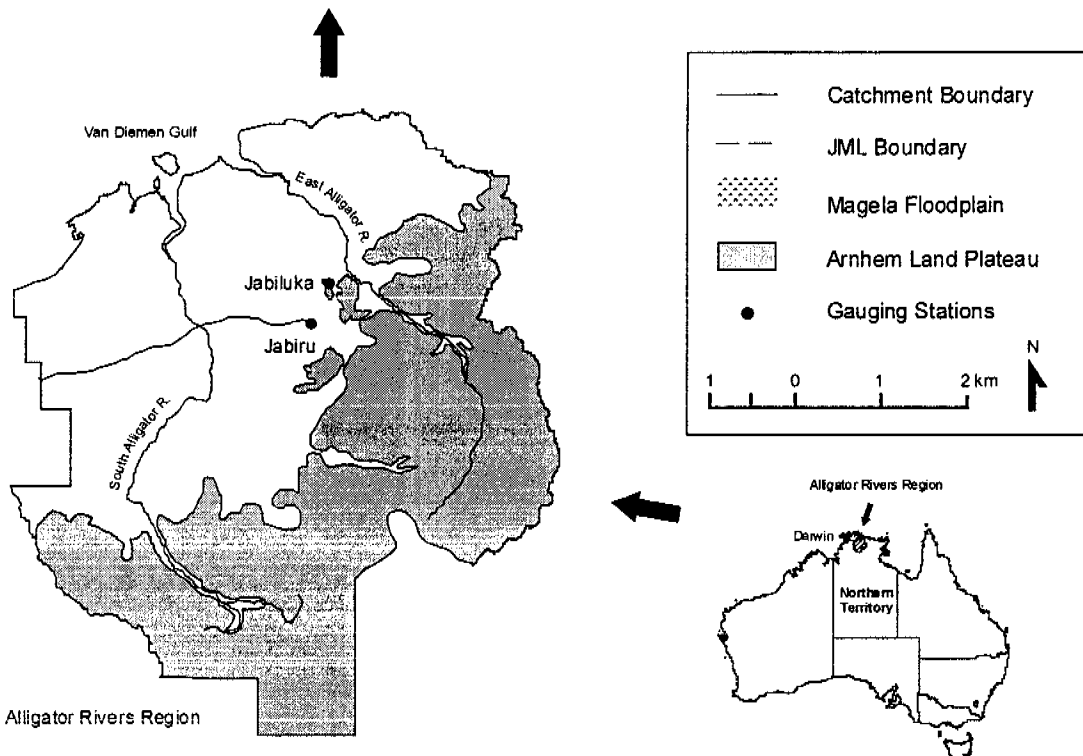 Van Diemen Gulf
East Alligator R.
Jabiluka
Jabiru
South Alligator R.
Alligator Rivers Region
Catchment Boundary
JML Boundary
Magela Floodplain
Arnhem Land Plateau
Gauging Stations
N
1 0 1 2 km
Alligator Rivers Region
Darwin
Northern
Territory